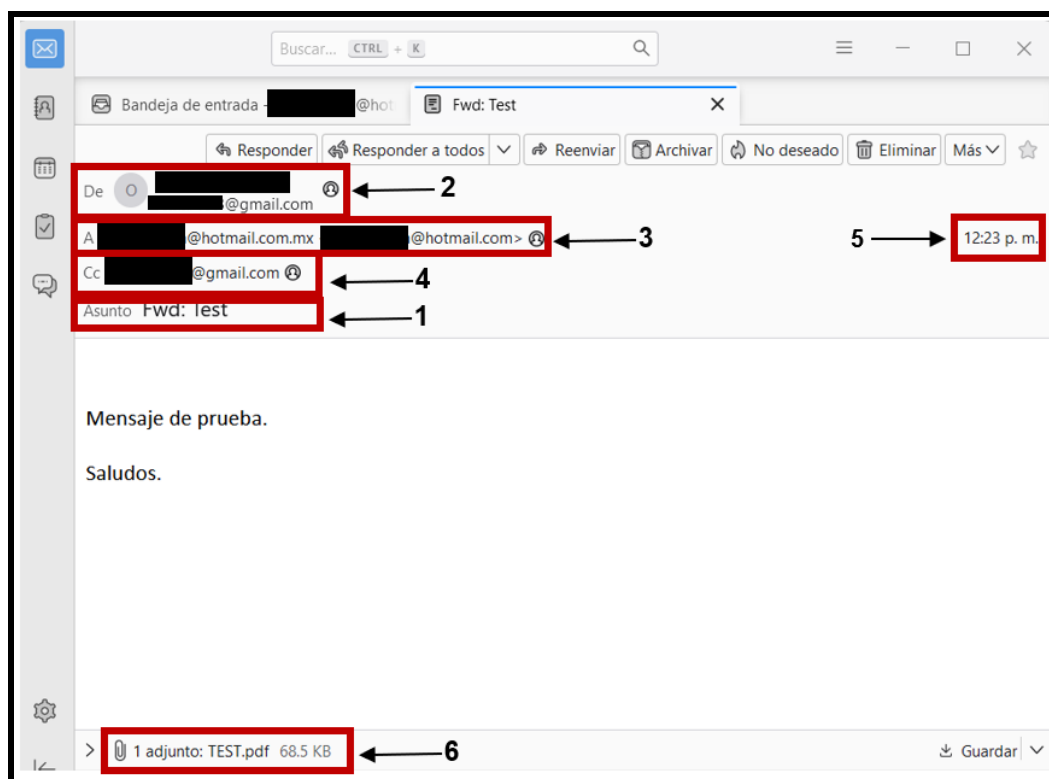 Buscar... CTRL + K
Bandeja de entrada - @hot
Fwd: Test
Responder
Responder a todos
Reenviar
Archivar
No deseado
Eliminar
Más
De O
@gmail.com
2
A @hotmail.com.mx @hotmail.com>
3
5
12:23 p. m.
Cc @gmail.com
4
Asunto Fwd: Test
1
Mensaje de prueba.
Saludos.
1 adjunto: TEST.pdf 68.5 KB
6
Guardar